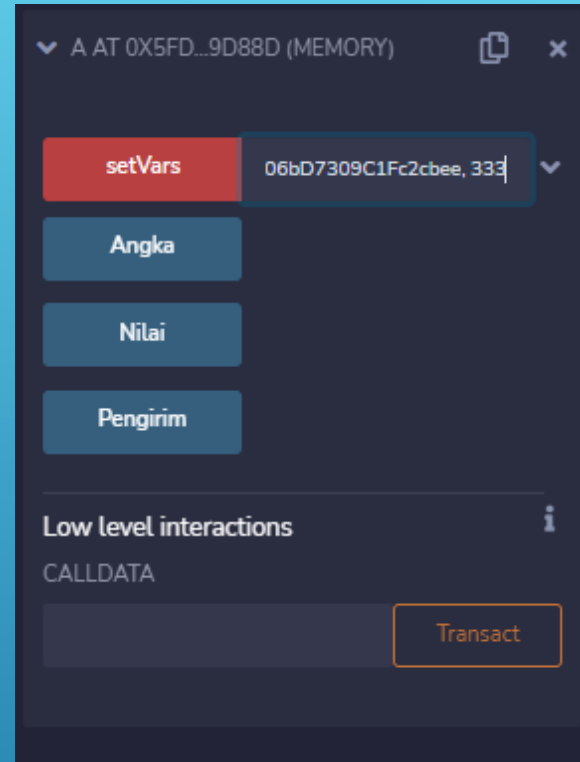 A AT 0X5FD...9D88D (MEMORY)
setVars 06bD7309C1Fc2cbee, 333
Angka
Nilai
Pengirim
Low level interactions
CALLDATA
Transact